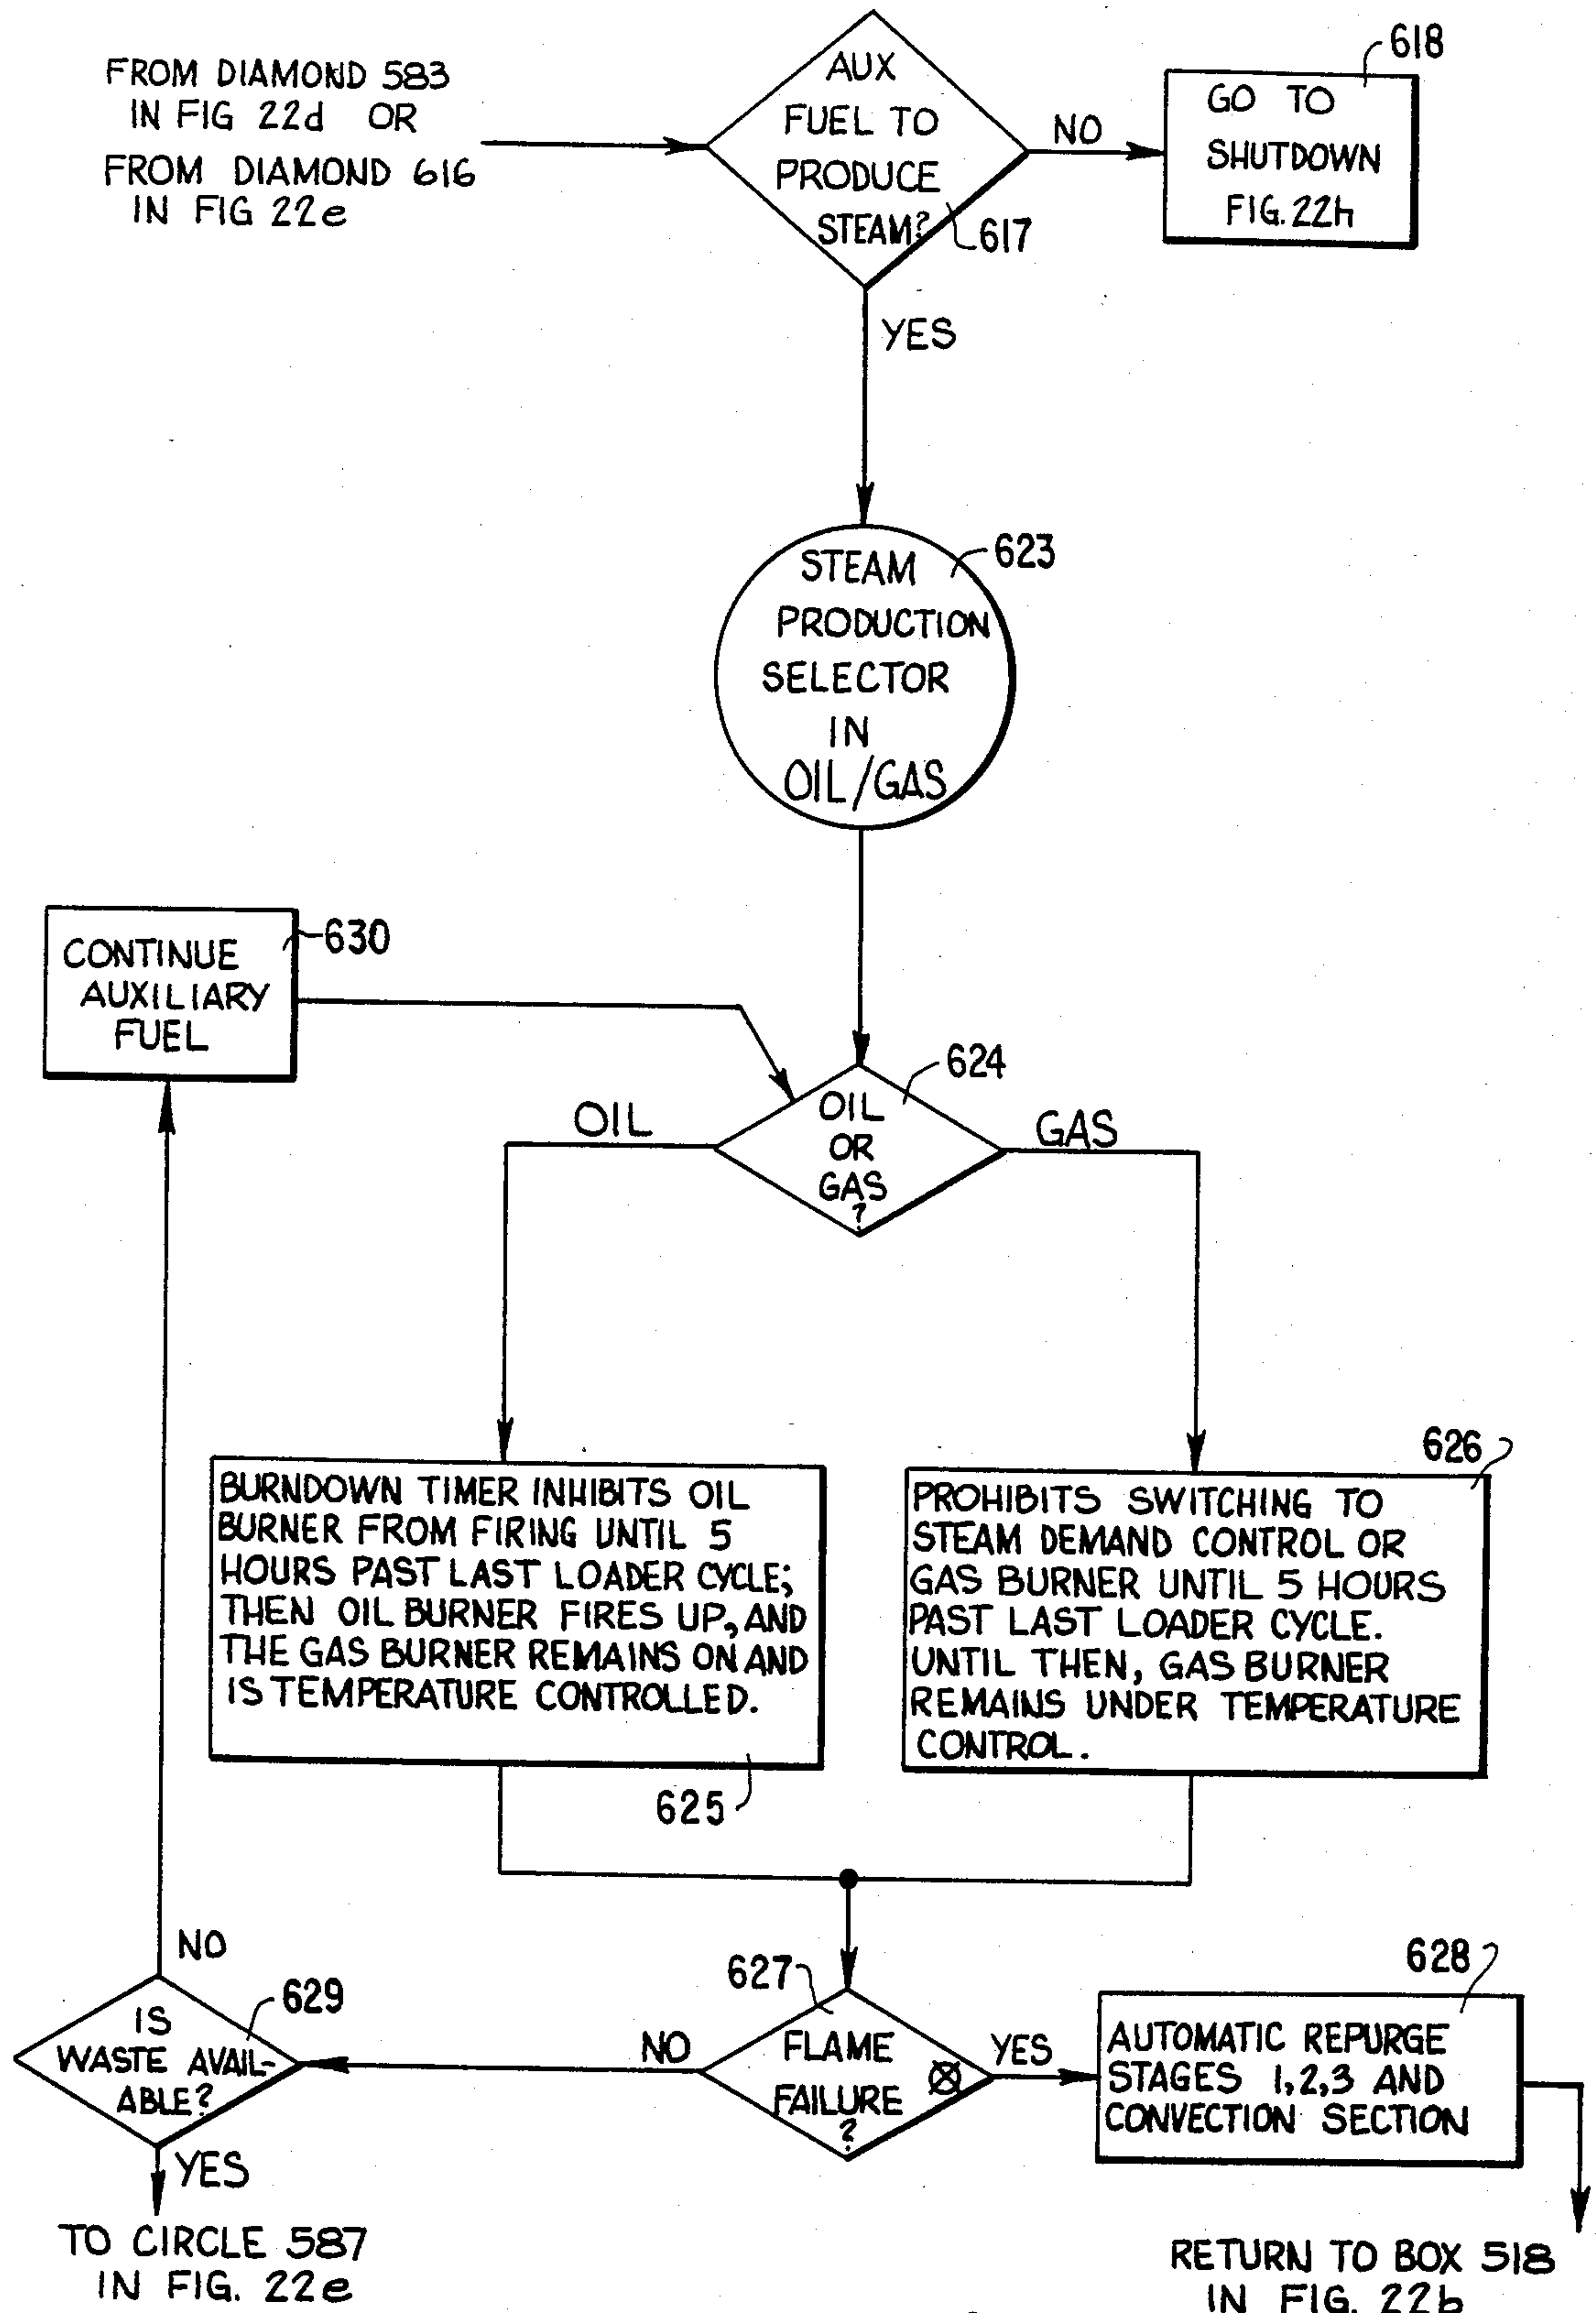 FROM DIAMOND 583
IN FIG 22d OR
FROM DIAMOND 616
IN FIG 22e
AUX
FUEL TO
PRODUCE
STEAM?
617
NO
618
GO TO
SHUTDOWN
FIG. 22h
YES
623
STEAM
PRODUCTION
SELECTOR
IN
OIL/GAS
630
CONTINUE
AUXILIARY
FUEL
624
OIL
OR
GAS
?
OIL
GAS
BURNDOWN TIMER INHIBITS OIL
BURNER FROM FIRING UNTIL 5
HOURS PAST LAST LOADER CYCLE;
THEN OIL BURNER FIRES UP, AND
THE GAS BURNER REMAINS ON AND
IS TEMPERATURE CONTROLLED.
625
626
PROHIBITS SWITCHING TO
STEAM DEMAND CONTROL OR
GAS BURNER UNTIL 5 HOURS
PAST LAST LOADER CYCLE.
UNTIL THEN, GAS BURNER
REMAINS UNDER TEMPERATURE
CONTROL.
627
FLAME
FAILURE
?
YES
628
AUTOMATIC REPURGE
STAGES 1,2,3 AND
CONVECTION SECTION
RETURN TO BOX 518
IN FIG. 22b
NO
629
IS
WASTE AVAIL-
ABLE?
NO
YES
TO CIRCLE 587
IN FIG. 22e